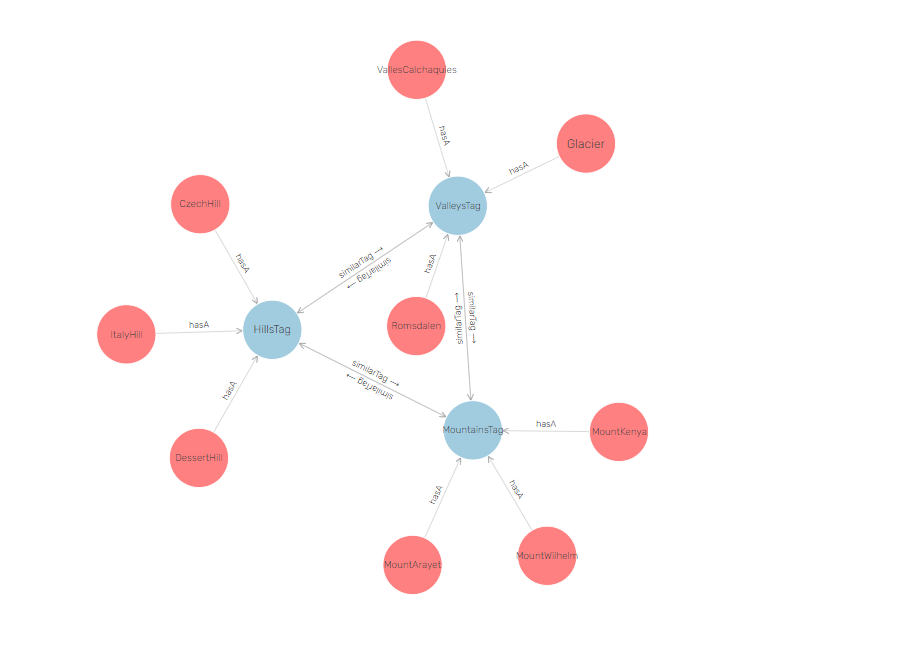 VallesCalchaquies
hasA
Glacier
hasA
CzechHill
ValleysTag
hasA
similarTag →
similarTag →
hasA
ItalyHill
hasA
HillsTag
Romsdalen
similarTag →
similarTag →
similarTag →
similarTag →
hasA
DessertHill
MountainsTag
hasA
MountKenya
hasA
hasA
MountArayet
MountWilhelm